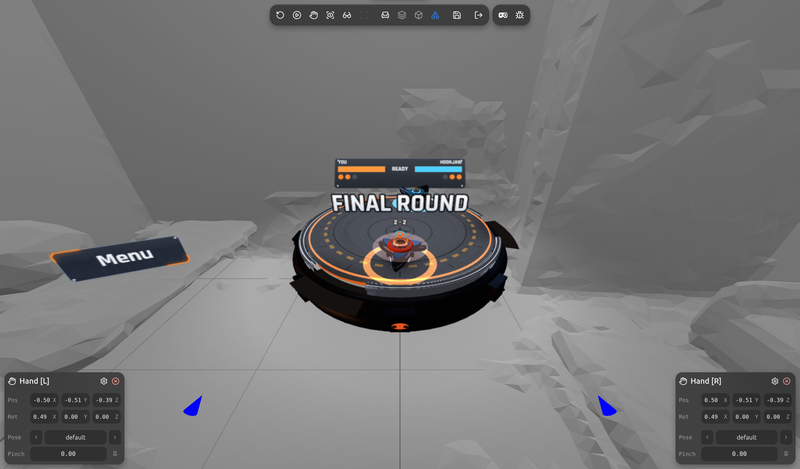 YOU
READY
HOOKJAW
FINAL ROUND
2 - 2
Menu
Hand [L]
Pos -0.50 X -0.51 Y -0.39 Z
Rot 0.49 X 0.00 Y 0.00 Z
Pose default
Pinch 0.00
Hand [R]
Pos 0.50 X -0.51 Y -0.39 Z
Rot 0.49 X 0.00 Y 0.00 Z
Pose default
Pinch 0.00